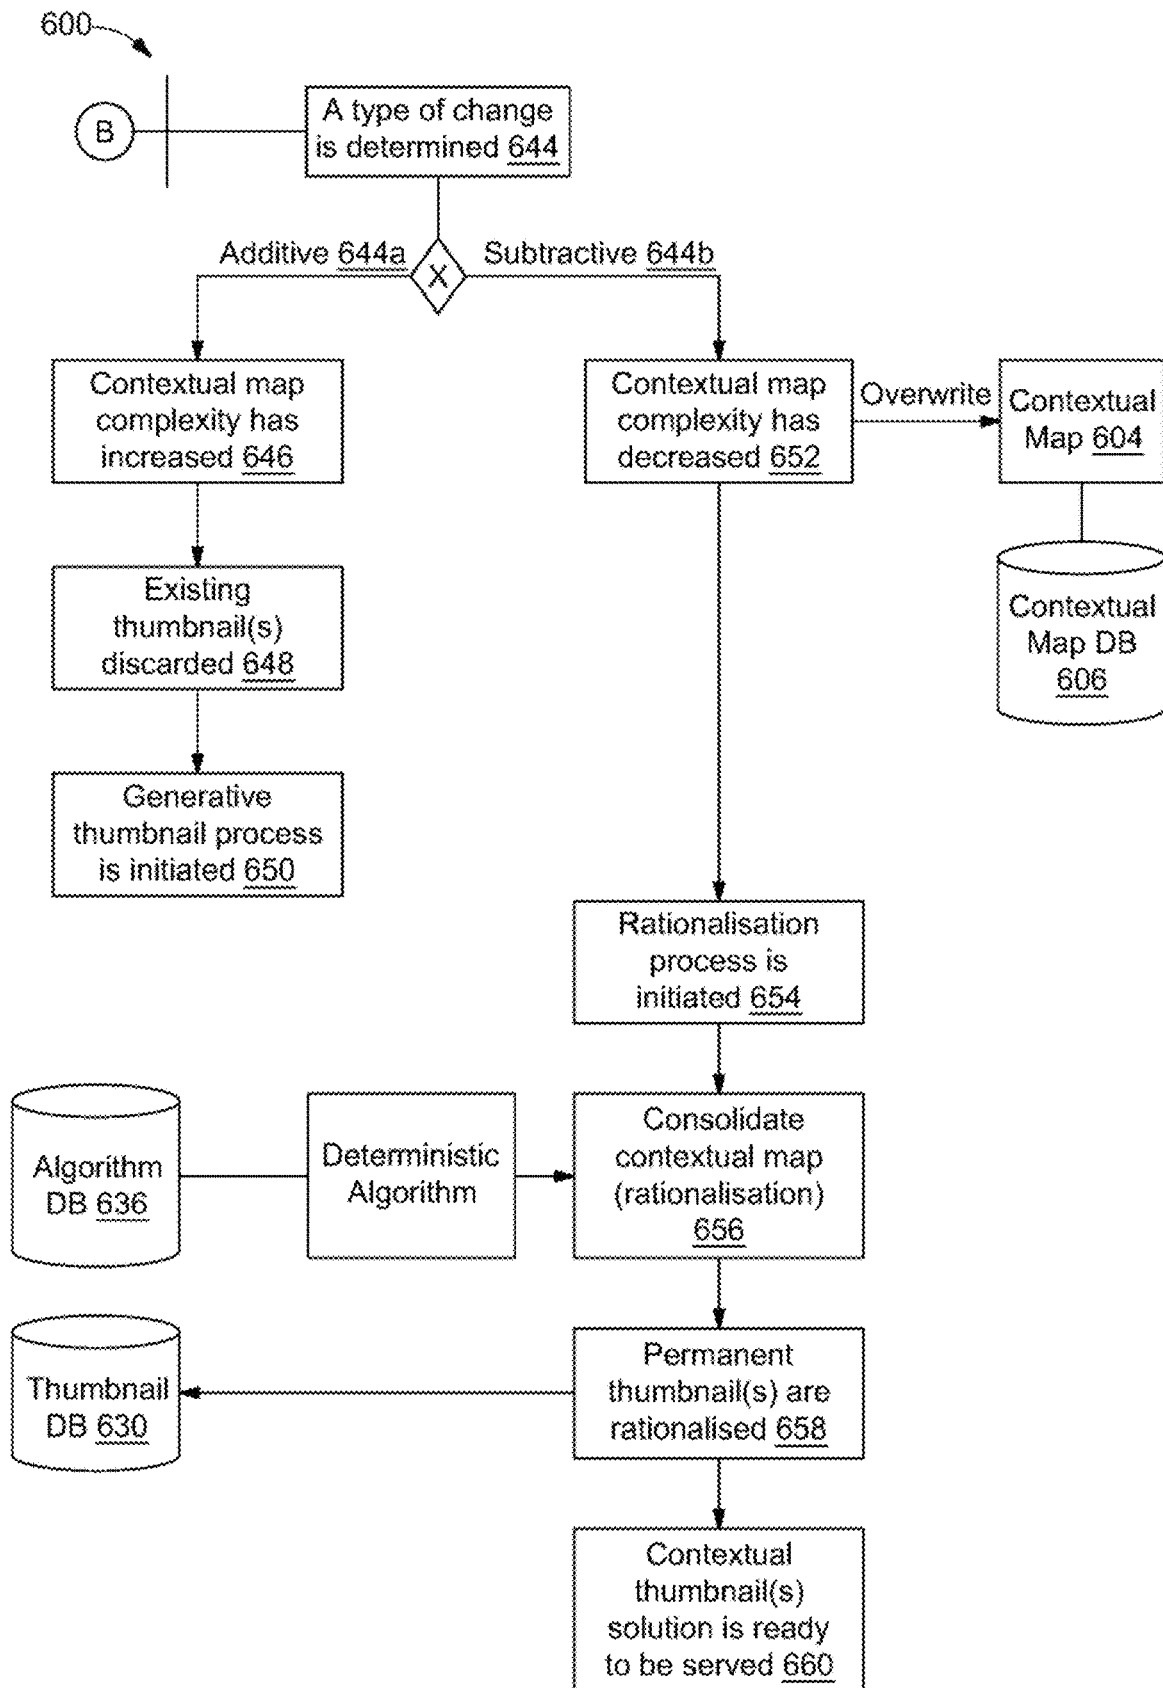 600
B
A type of change
is determined 644
Additive 644a
X
Subtractive 644b
Contextual map
complexity has
increased 646
Contextual map
complexity has
decreased 652
Overwrite
Contextual
Map 604
Existing
thumbnail(s)
discarded 648
Contextual
Map DB
606
Generative
thumbnail process
is initiated 650
Rationalisation
process is
initiated 654
Algorithm
DB 636
Deterministic
Algorithm
Consolidate
contextual map
(rationalisation)
656
Thumbnail
DB 630
Permanent
thumbnail(s) are
rationalised 658
Contextual
thumbnail(s)
solution is ready
to be served 660